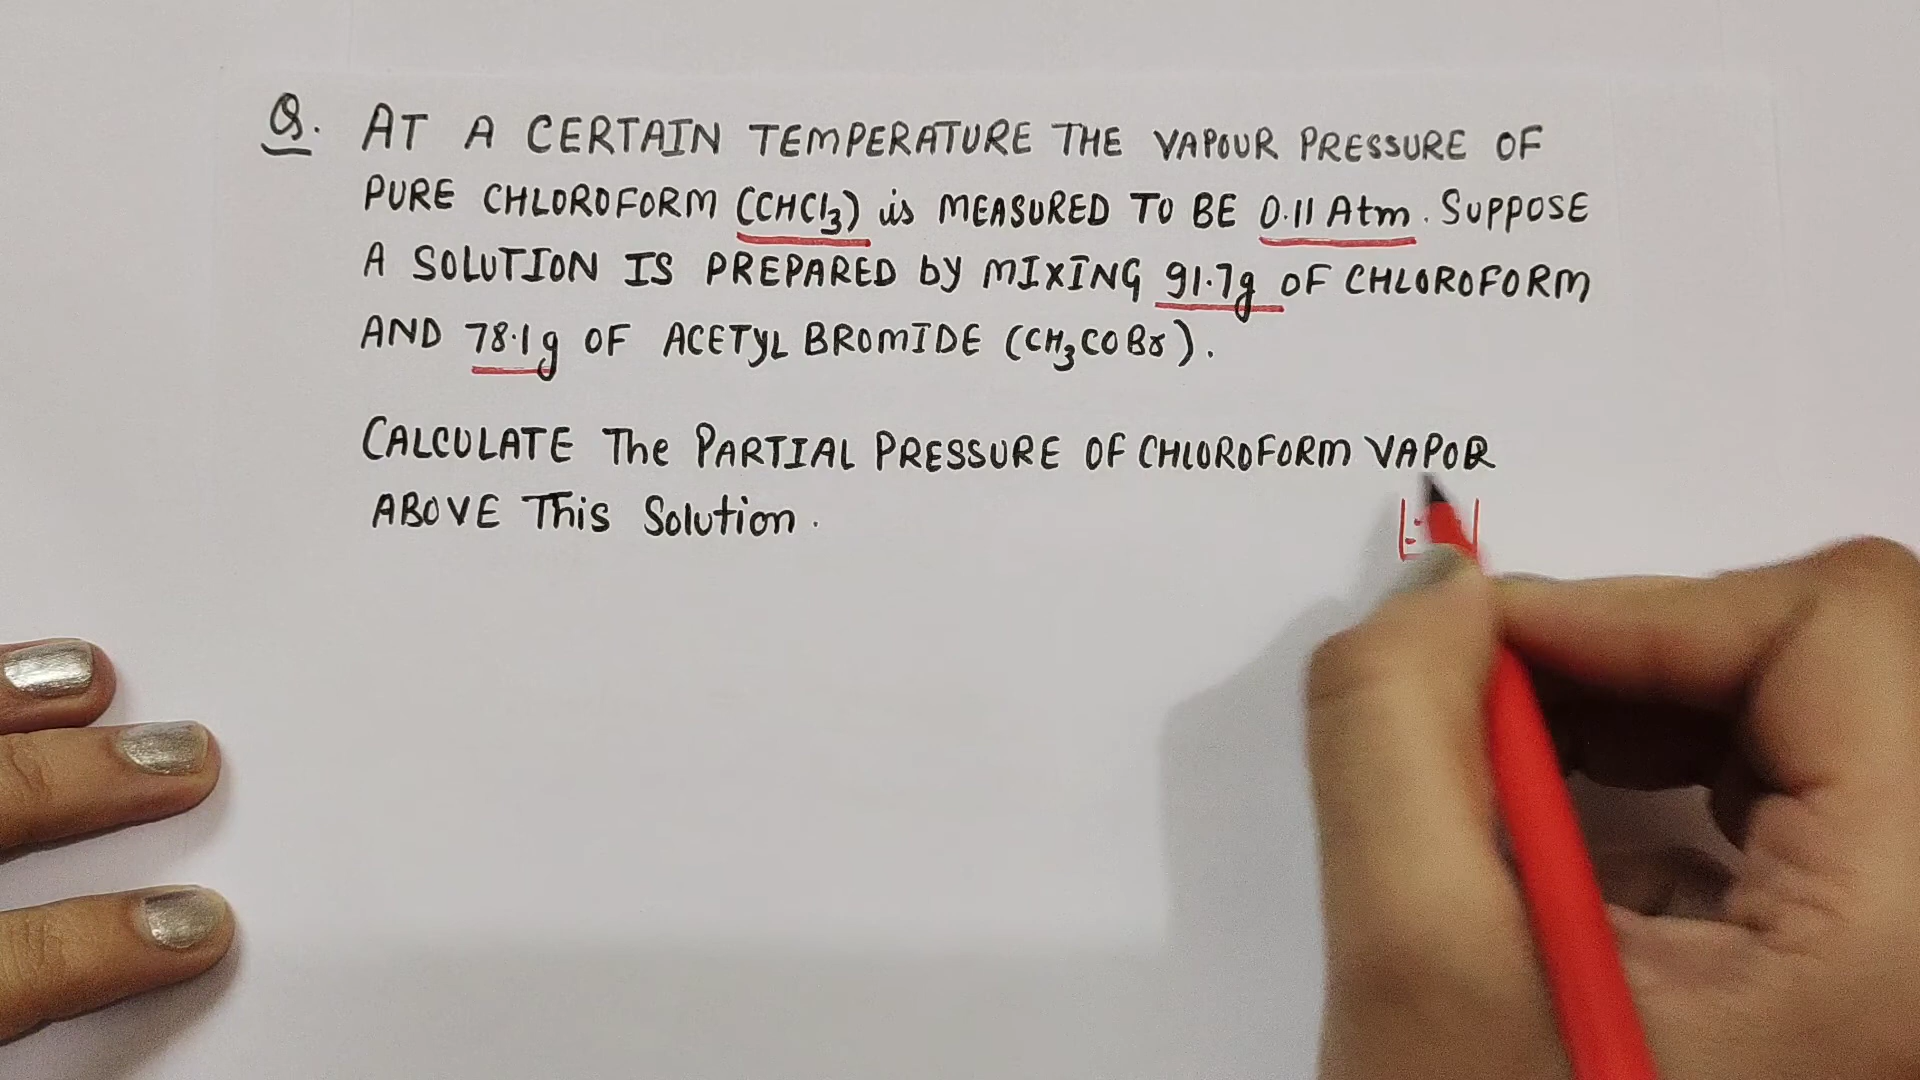 Q. AT A CERTAIN TEMPERATURE THE VAPOUR PRESSURE OF
PURE CHLOROFORM (CHCl3) is MEASURED TO BE 0.11 Atm. SUPPOSE
A SOLUTION IS PREPARED by MIXING 91.7g OF CHLOROFORM
AND 78.1g OF ACETYL BROMIDE (CH3COBr).
CALCULATE The PARTIAL PRESSURE OF CHLOROFORM VAPOR
ABOVE This Solution.